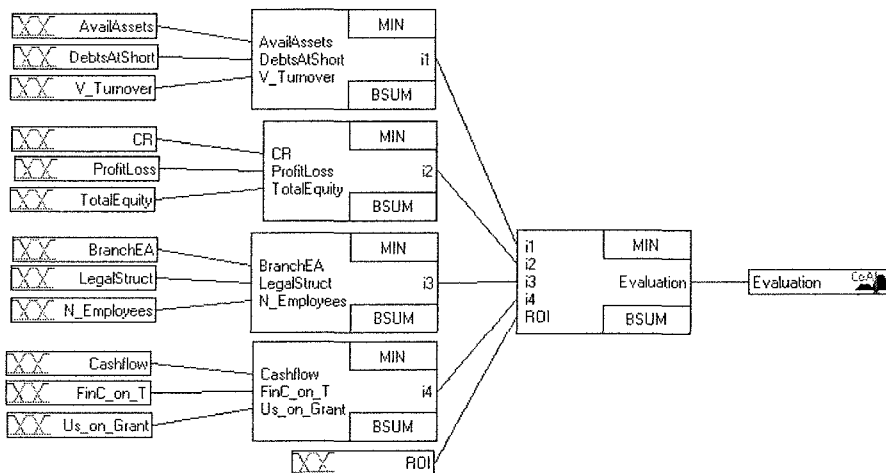 AvailAssets
DebtsAtShort
V_Turnover
AvailAssets
DebtsAtShort
V_Turnover
MIN
i1
BSUM
CR
ProfitLoss
TotalEquity
CR
ProfitLoss
TotalEquity
MIN
i2
BSUM
BranchEA
LegalStruct
N_Employees
BranchEA
LegalStruct
N_Employees
MIN
i3
BSUM
Cashflow
FinC_on_T
Us_on_Grant
Cashflow
FinC_on_T
Us_on_Grant
MIN
i4
BSUM
ROI
i1
i2
i3
i4
ROI
MIN
Evaluation
BSUM
Evaluation